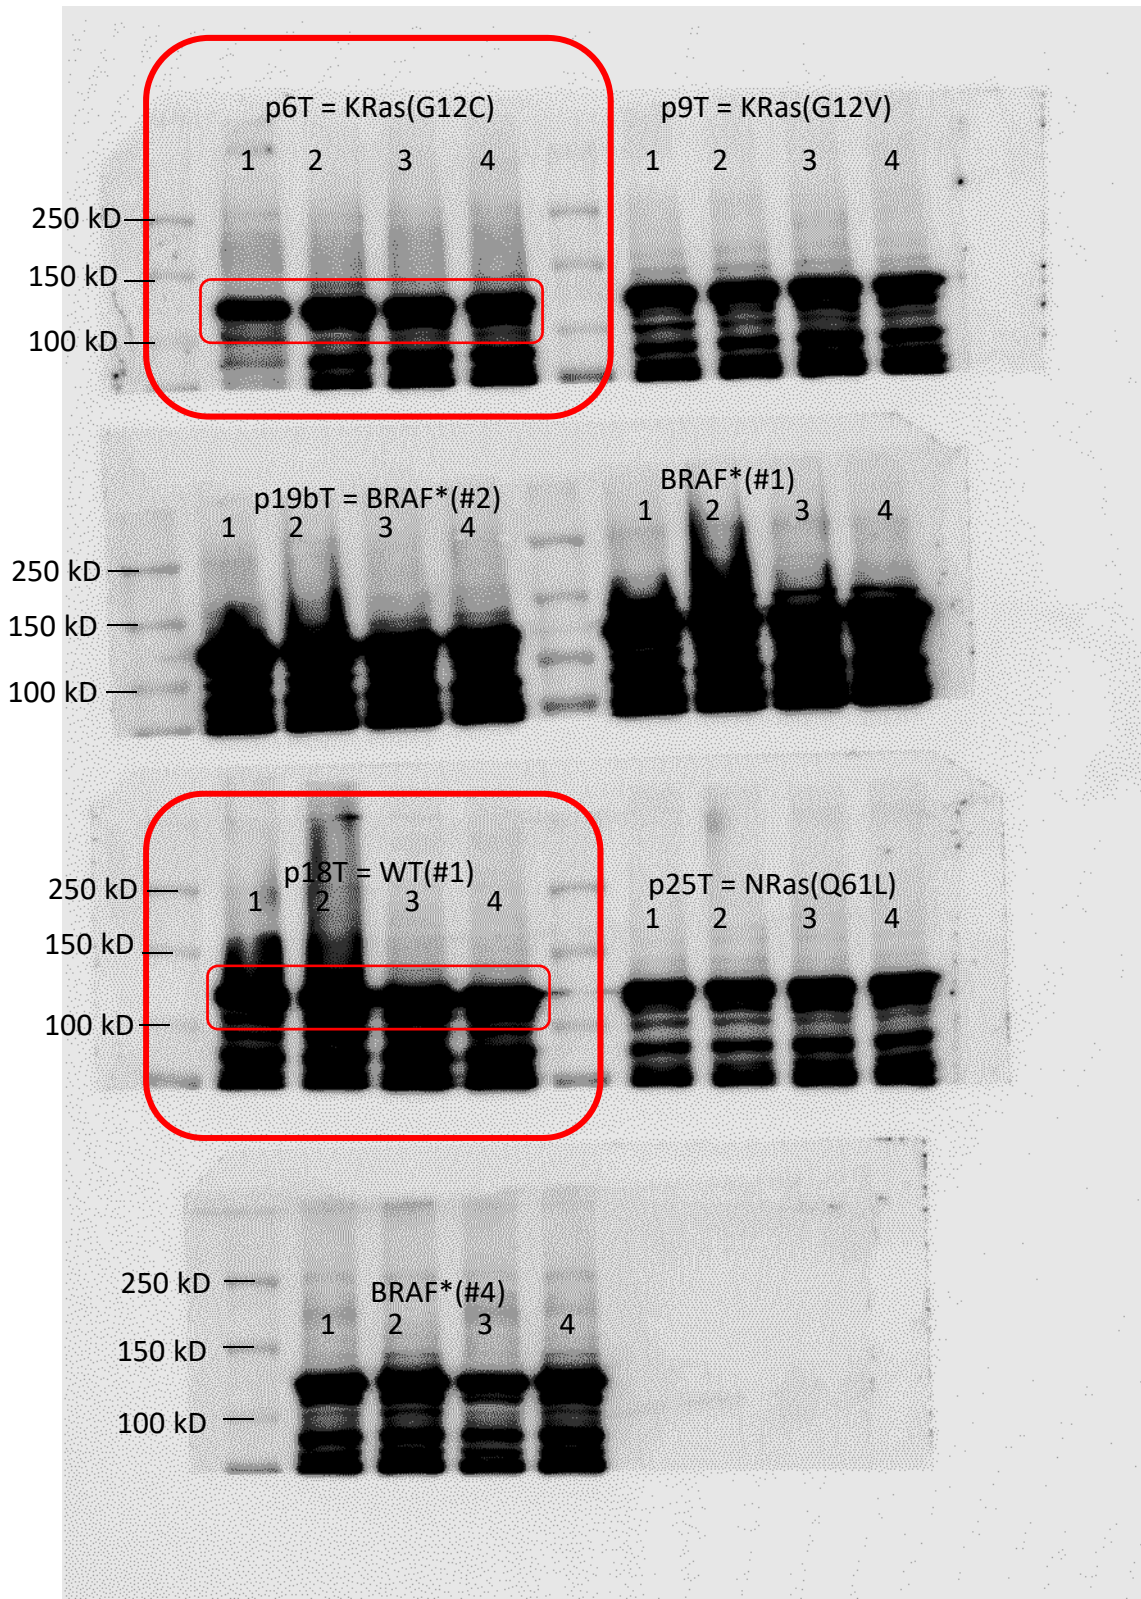 p6T = KRas(G12C)
p9T = KRas(G12V)
1 2 3 4
1 2 3 4
250 kD
150 kD
100 kD
p19bT = BRAF*(#2)
BRAF*(#1)
1 2 3 4
1 2 3 4
250 kD
150 kD
100 kD
p18T = WT(#1)
p25T = NRas(Q61L)
250 kD
1 2 3 4
1 2 3 4
150 kD
100 kD
250 kD
BRAF*(#4)
1 2 3 4
150 kD
100 kD